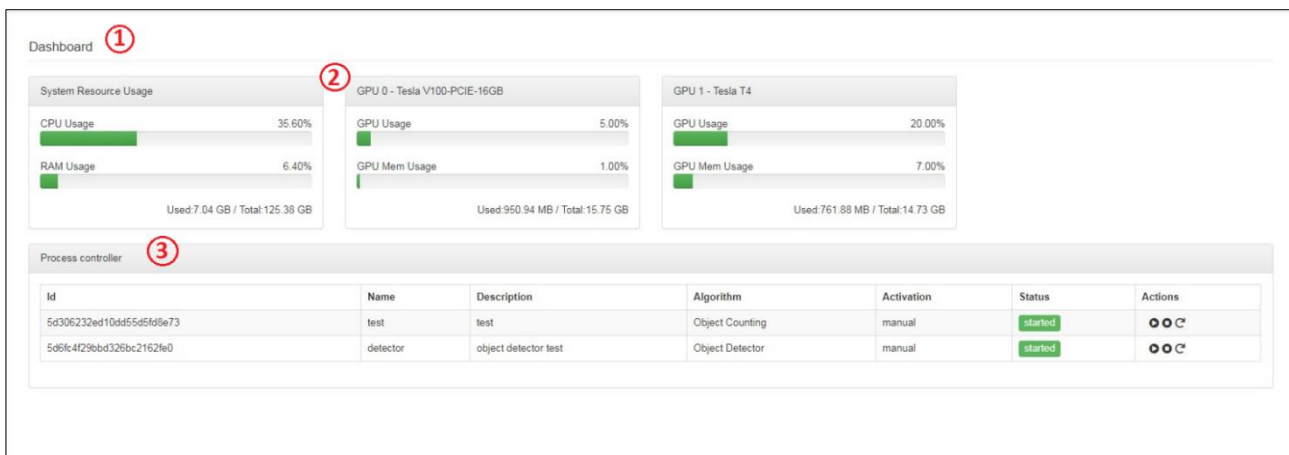 Dashboard ①
②
System Resource Usage
CPU Usage 35.60%
RAM Usage 6.40%
Used:7.04 GB / Total:125.38 GB
GPU 0 - Tesla V100-PCIE-16GB
GPU Usage 5.00%
GPU Mem Usage 1.00%
Used:950.94 MB / Total:15.75 GB
GPU 1 - Tesla T4
GPU Usage 20.00%
GPU Mem Usage 7.00%
Used:761.88 MB / Total:14.73 GB
Process controller ③
Id Name Description Algorithm Activation Status Actions
5d306232ed10dd55d5fd8e73 test test Object Counting manual started
5d6fc4f29bbd326bc2162fe0 detector object detector test Object Detector manual started